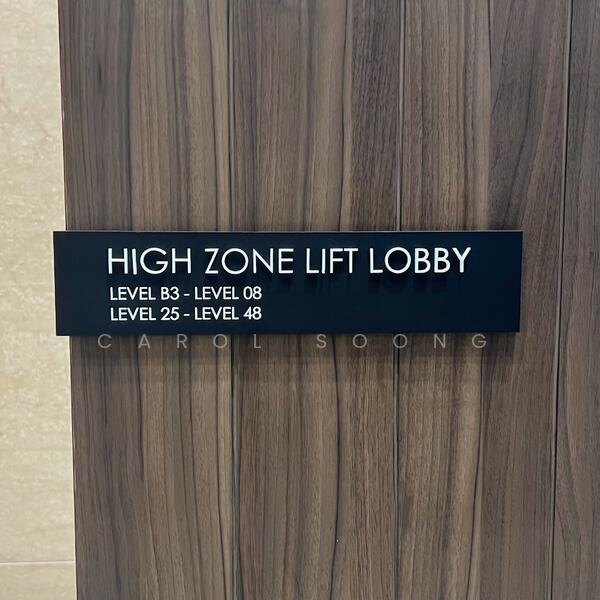 HIGH ZONE LIFT LOBBY
LEVEL B3 - LEVEL 08
LEVEL 25 - LEVEL 48
CAROL SOONG